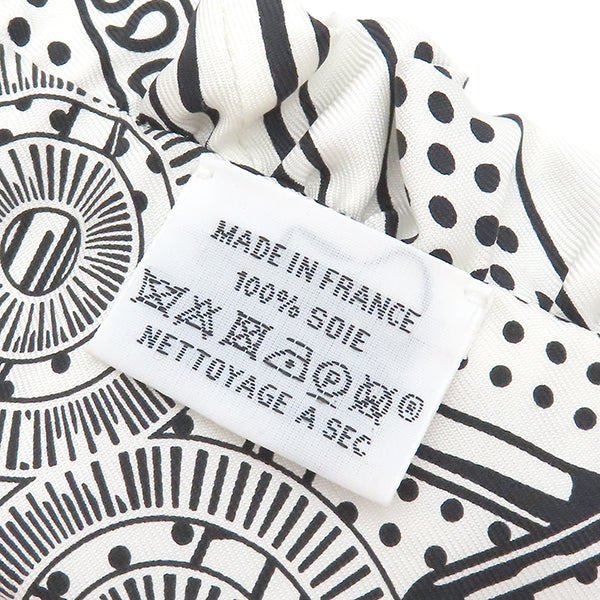 MADE IN FRANCE
100% SOIE
P ®
NETTOYAGE A SEC